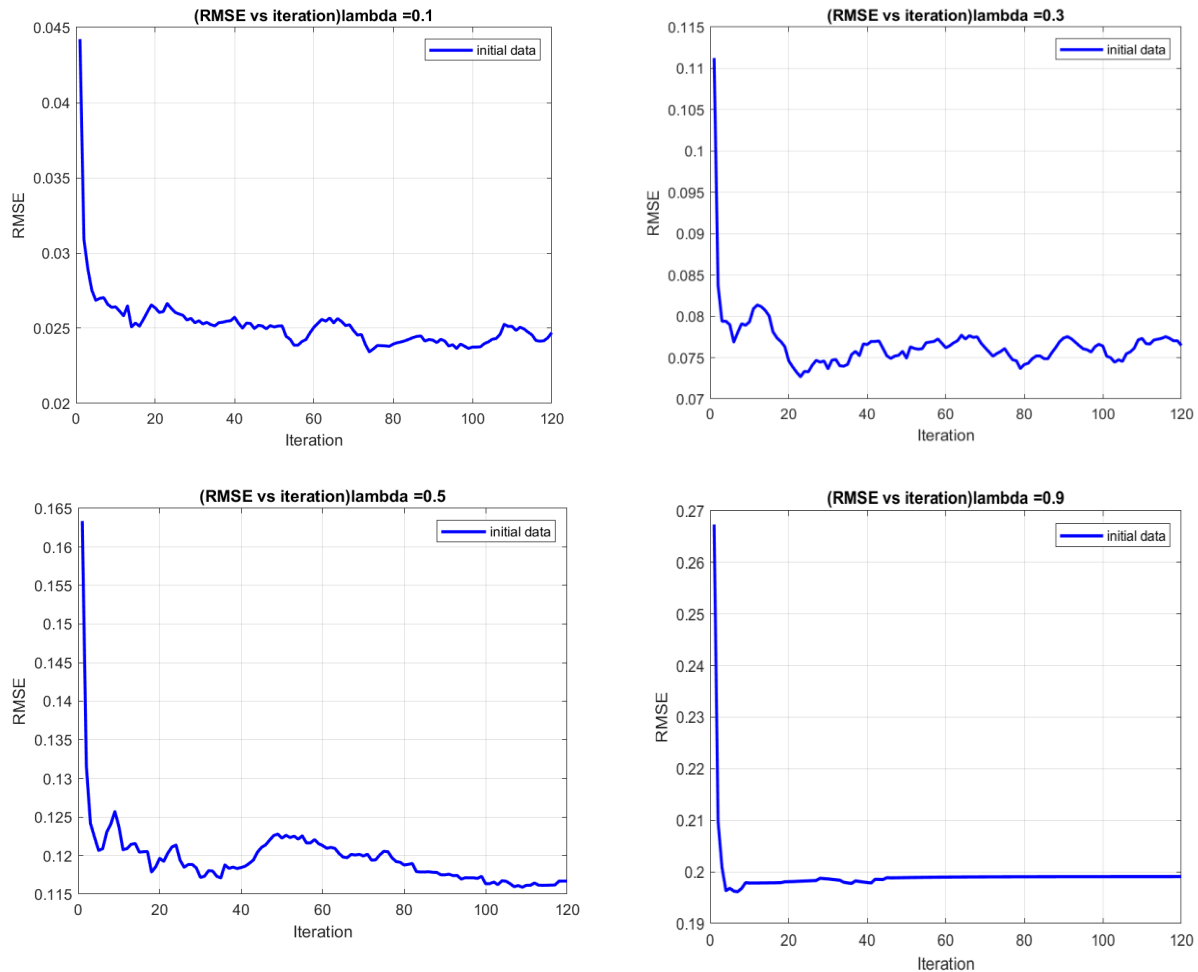 (RMSE vs iteration)lambda =0.1
initial data
0.045
0.04
0.035
0.03
0.025
0.02
RMSE
0 20 40 60 80 100 120
Iteration
(RMSE vs iteration)lambda =0.3
initial data
0.115
0.11
0.105
0.1
0.095
0.09
0.085
0.08
0.075
0.07
RMSE
0 20 40 60 80 100 120
Iteration
(RMSE vs iteration)lambda =0.5
initial data
0.165
0.16
0.155
0.15
0.145
0.14
0.135
0.13
0.125
0.12
0.115
RMSE
0 20 40 60 80 100 120
Iteration
(RMSE vs iteration)lambda =0.9
initial data
0.27
0.26
0.25
0.24
0.23
0.22
0.21
0.2
0.19
RMSE
0 20 40 60 80 100 120
Iteration